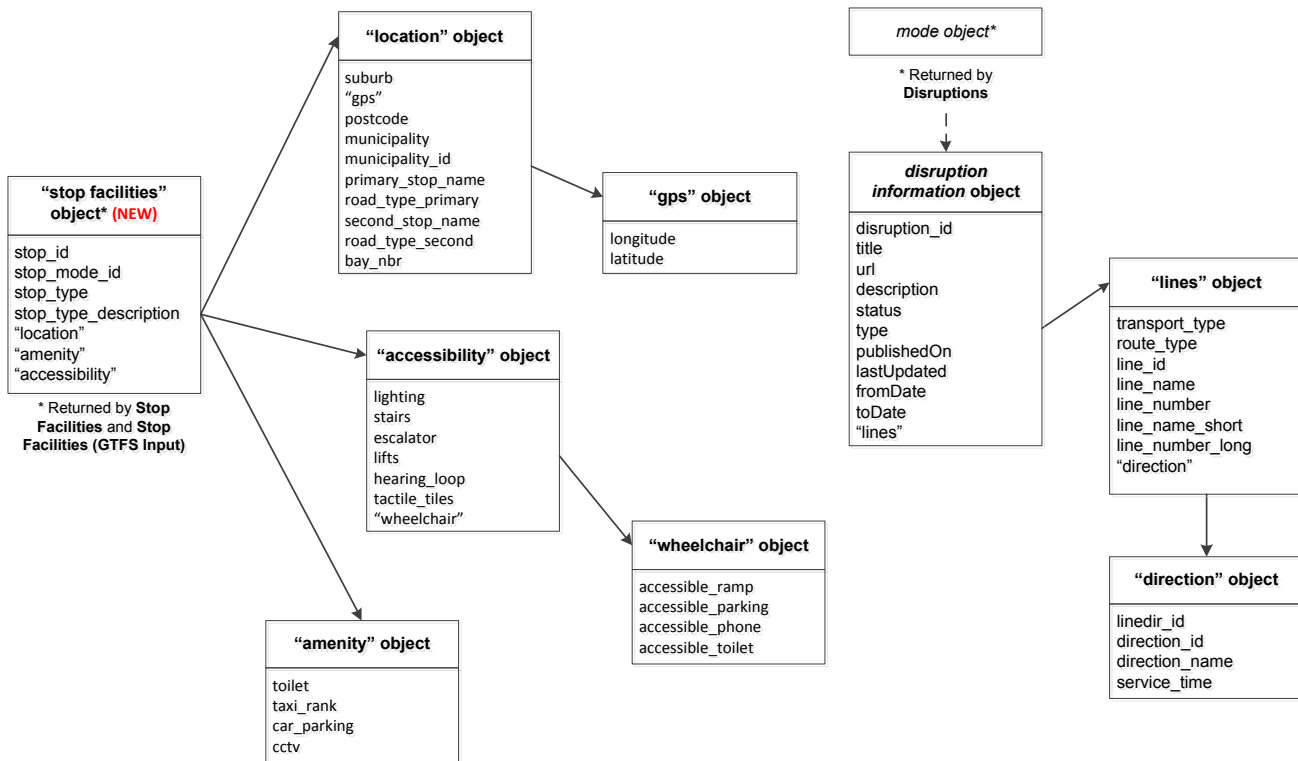 “location” object
suburb
“gps”
postcode
municipality
municipality_id
primary_stop_name
road_type_primary
second_stop_name
road_type_second
bay_nbr
mode object*
* Returned by
Disruptions
“stop facilities”
object* (NEW)
stop_id
stop_mode_id
stop_type
stop_type_description
“location”
“amenity”
“accessibility”
* Returned by Stop
Facilities and Stop
Facilities (GTFS Input)
“gps” object
longitude
latitude
disruption
information object
disruption_id
title
url
description
status
type
publishedOn
lastUpdated
fromDate
toDate
“lines”
“lines” object
transport_type
route_type
line_id
line_name
line_number
line_name_short
line_number_long
“direction”
“accessibility” object
lighting
stairs
escalator
lifts
hearing_loop
tactile_tiles
“wheelchair”
“wheelchair” object
accessible_ramp
accessible_parking
accessible_phone
accessible_toilet
“direction” object
linedir_id
direction_id
direction_name
service_time
“amenity” object
toilet
taxi_rank
car_parking
cctv